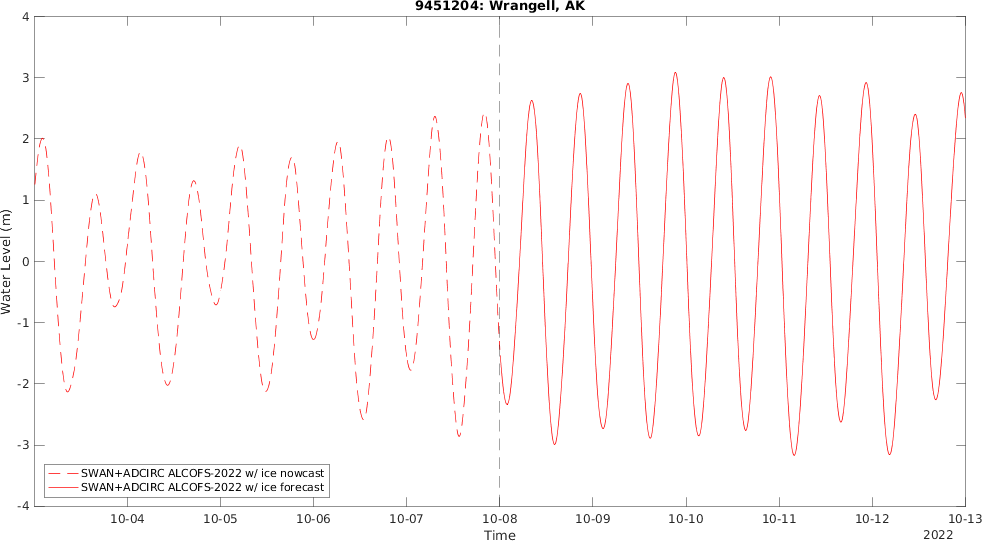 9451204: Wrangell, AK
4
3
2
1
0
-1
-2
-3
-4
Water Level (m)
SWAN+ADCIRC ALCOFS-2022 w/ ice nowcast
SWAN+ADCIRC ALCOFS-2022 w/ ice forecast
10-04 10-05 10-06 10-07 10-08 10-09 10-10 10-11 10-12 10-13
Time
2022